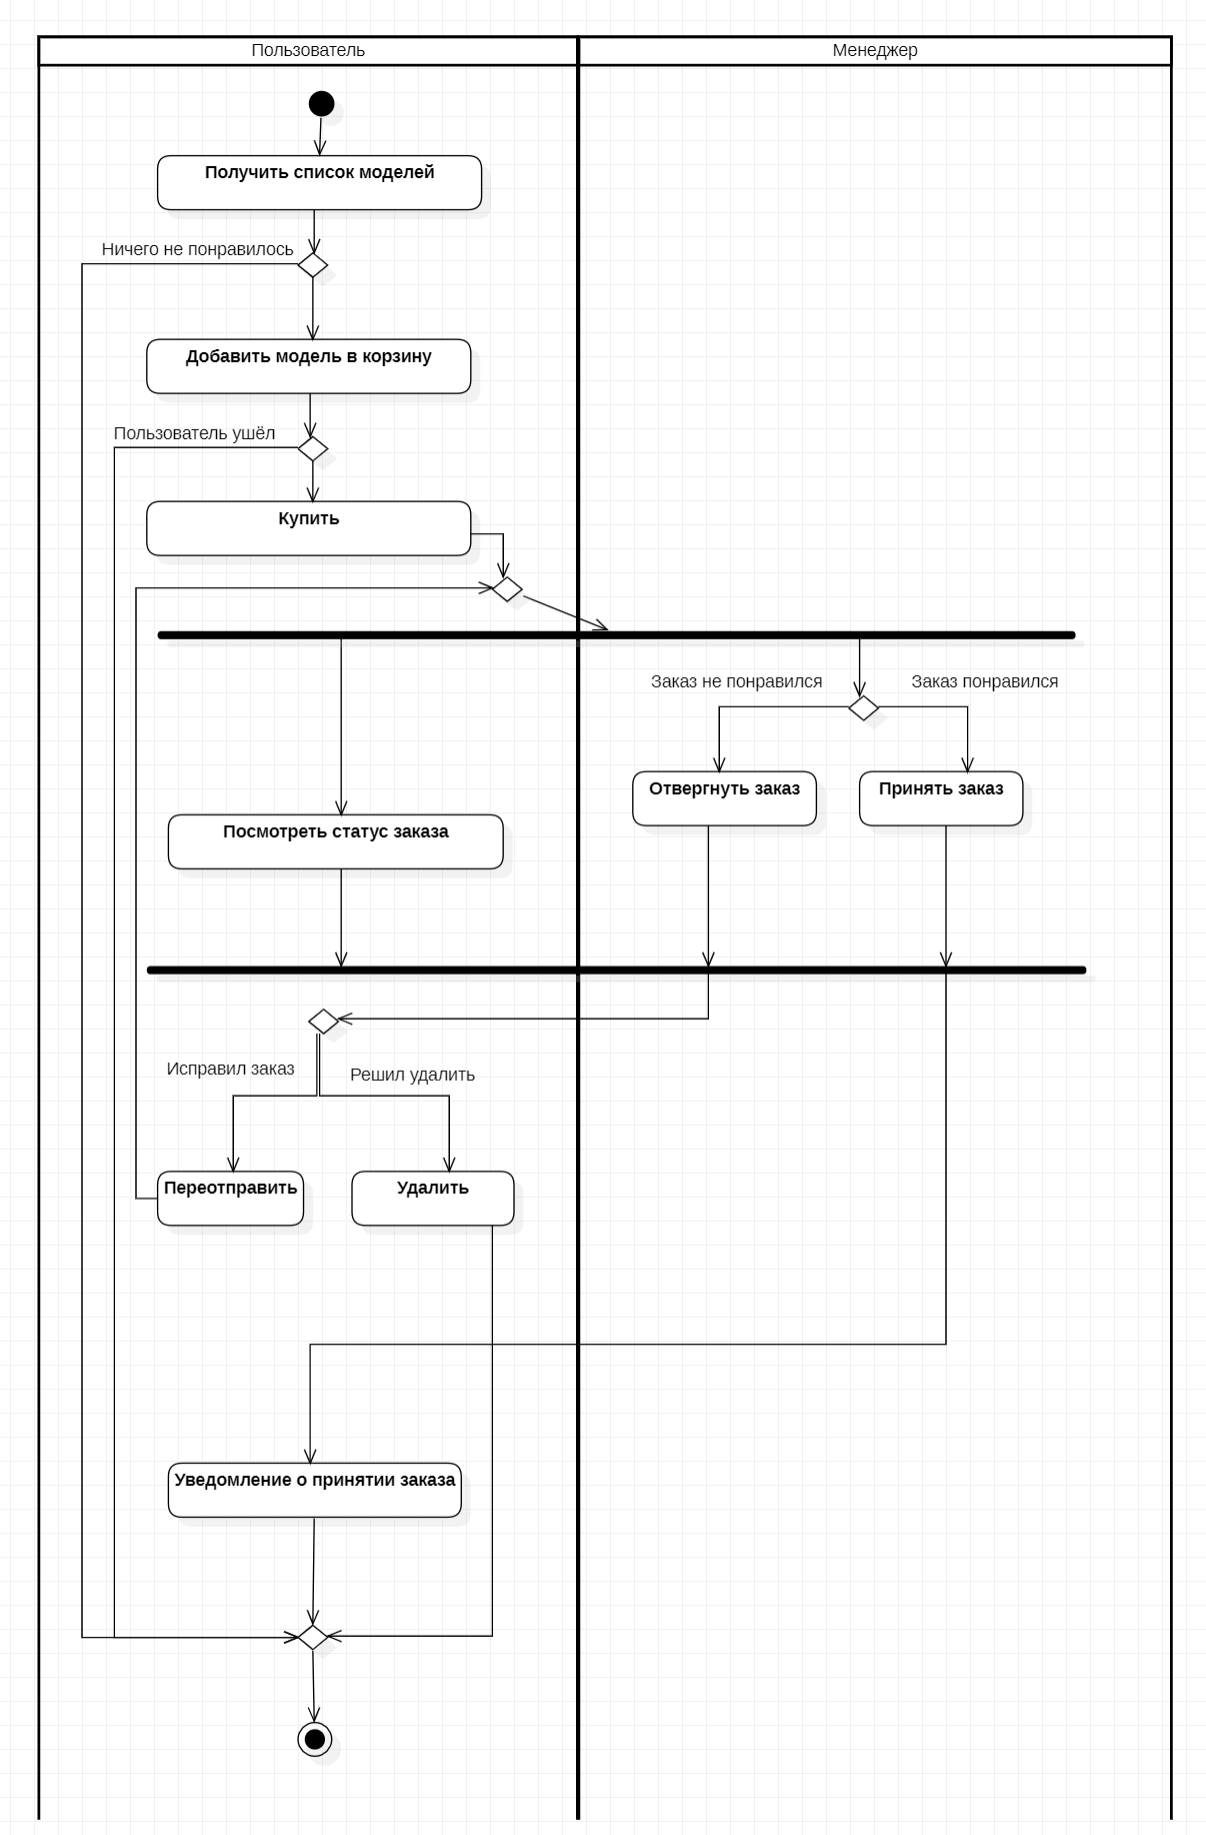 Пользователь
Менеджер
Получить список моделей
Ничего не понравилось
Добавить модель в корзину
Пользователь ушёл
Купить
Заказ не понравился
Заказ понравился
Отвергнуть заказ
Принять заказ
Посмотреть статус заказа
Исправил заказ
Решил удалить
Переотправить
Удалить
Уведомление о принятии заказа